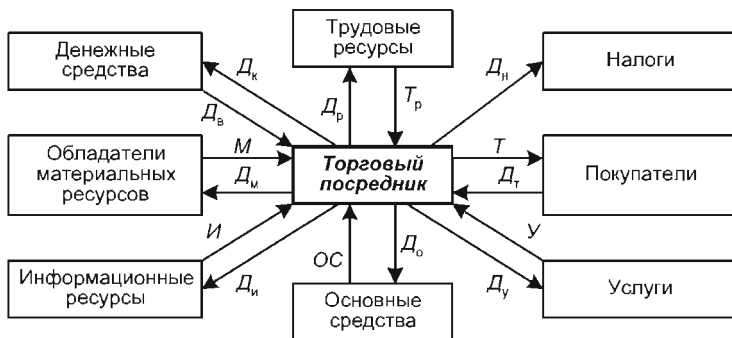 Трудовые
ресурсы
Денежные
средства
Налоги
Дк
Дв
Др
Тр
Дн
Обладатели
материальных
ресурсов
М
Дм
Торговый
посредник
Т
Дт
Покупатели
И
Ди
ОС
До
У
Ду
Информационные
ресурсы
Основные
средства
Услуги